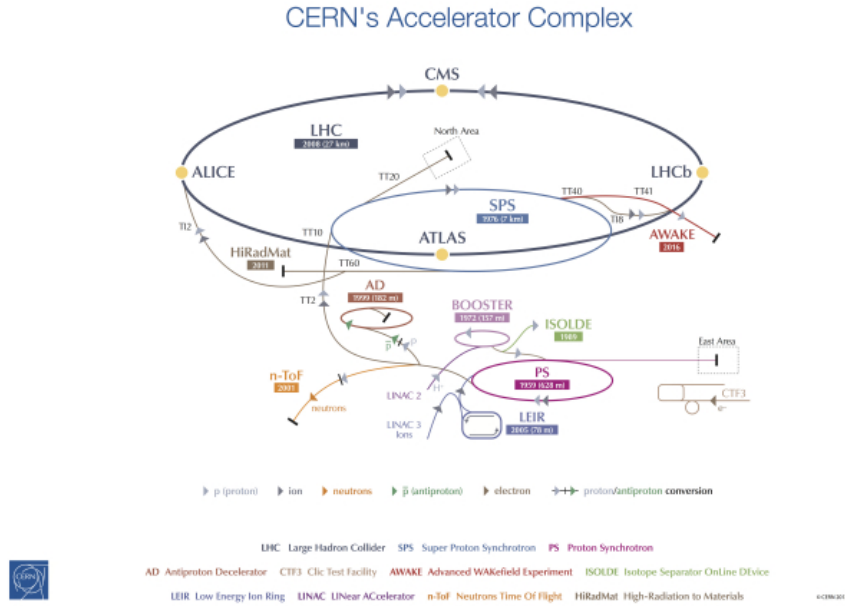 CERN's Accelerator Complex
CMS
LHC
2008 (27 km)
North Area
ALICE
LHCb
TT20
TT40
TT41
SPS
1976 (7 km)
TI8
TI2
TT10
ATLAS
AWAKE
2016
HiRadMat
2011
TT60
AD
1999 (182 m)
TT2
BOOSTER
1972 (157 m)
ISOLDE
1989
p
p̅
East Area
n-ToF
2001
PS
1959 (628 m)
H+
LINAC 2
neutrons
CTF3
e-
LEIR
2005 (78 m)
LINAC 3
Ions
p (proton) ion neutrons p̅ (antiproton) electron proton/antiproton conversion
LHC Large Hadron Collider SPS Super Proton Synchrotron PS Proton Synchrotron
AD Antiproton Decelerator CTF3 Clic Test Facility AWAKE Advanced WAKefield Experiment ISOLDE Isotope Separator OnLine DEvice
LEIR Low Energy Ion Ring LINAC LINear ACcelerator n-ToF Neutrons Time Of Flight HiRadMat High-Radiation to Materials
CERN